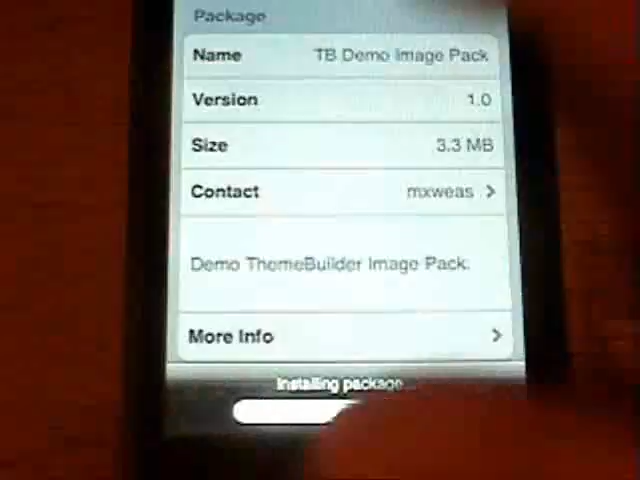 Package
Name TB Demo Image Pack
Version 1.0
Size 3.3 MB
Contact mxweas
Demo ThemeBuilder Image Pack.
More Info
Installing package...